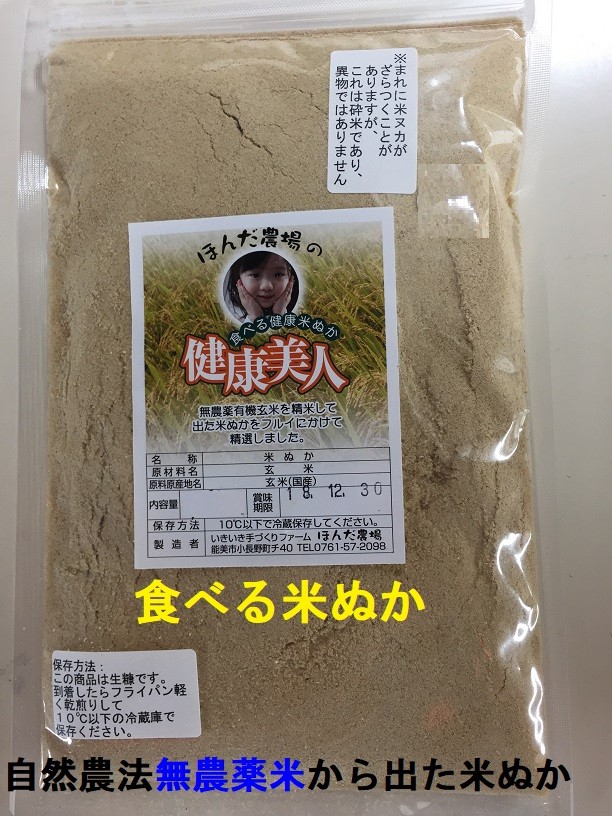 ※まれに米ヌカが
ざらつくことが
ありますが、
これは砕米であり、
異物ではありません
ほんだ農場の
食べる健康米ぬか
健康美人
無農薬有機玄米を精米して
出た米ぬかをフルイにかけて
精選しました。
名称 米ぬか
原材料名 玄米
原料原産地名 玄米(国産)
内容量 賞味期限 18. 12. 30
保存方法 10℃以下で冷蔵保存してください。
製造者 いきいき手づくりファーム ほんだ農場
能美市小長野町チ40 TEL0761-57-2098
食べる米ぬか
保存方法：
この商品は生糠です。
到着したらフライパン軽
く乾煎りして
10℃以下の冷蔵庫で
保存ください。
自然農法無農薬米から出た米ぬか